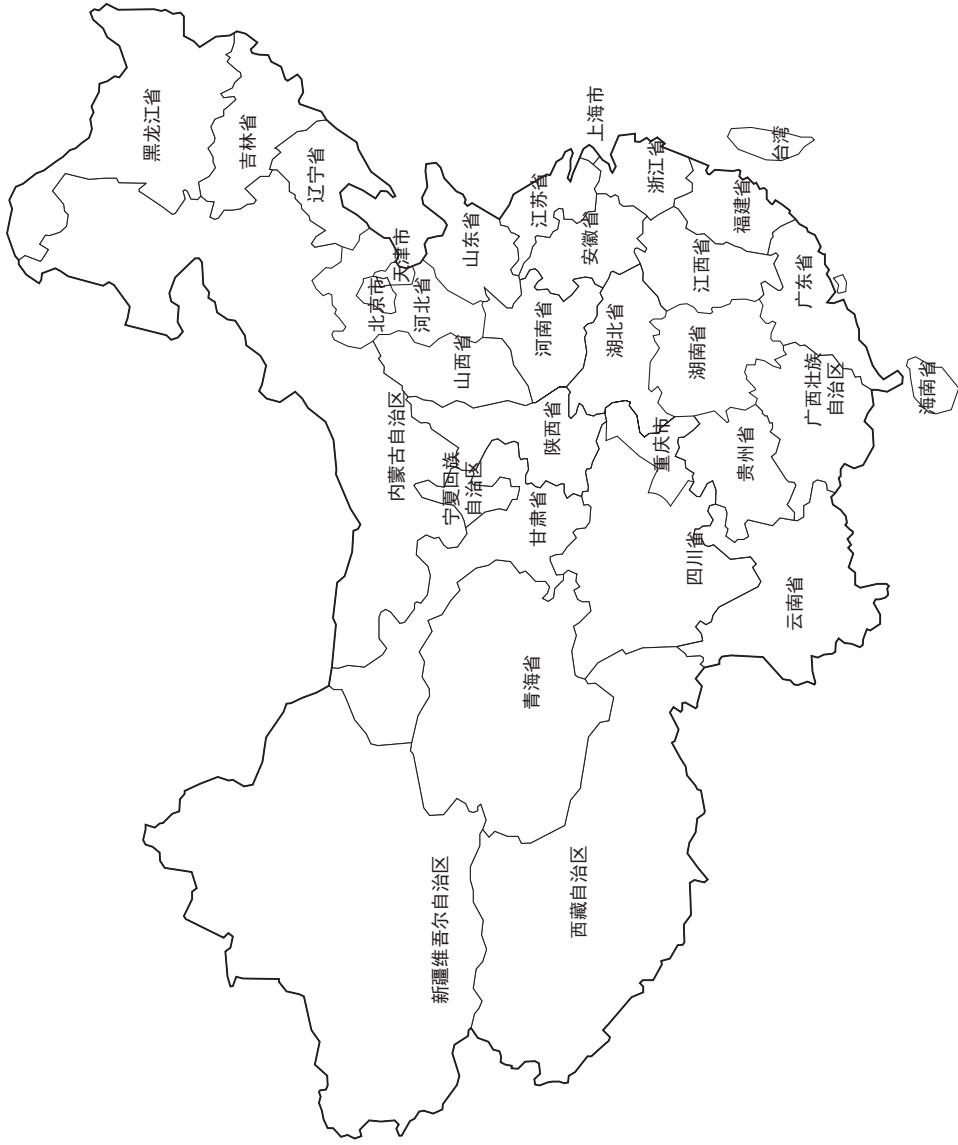 黑龙江省
吉林省
辽宁省
内蒙古自治区
北京市
天津市
河北省
山西省
山东省
新疆维吾尔自治区
宁夏回族
自治区
甘肃省
青海省
陕西省
河南省
江苏省
安徽省
上海市
西藏自治区
四川省
重庆市
湖北省
浙江省
湖南省
江西省
福建省
台湾
贵州省
云南省
广西壮族
自治区
广东省
海南省